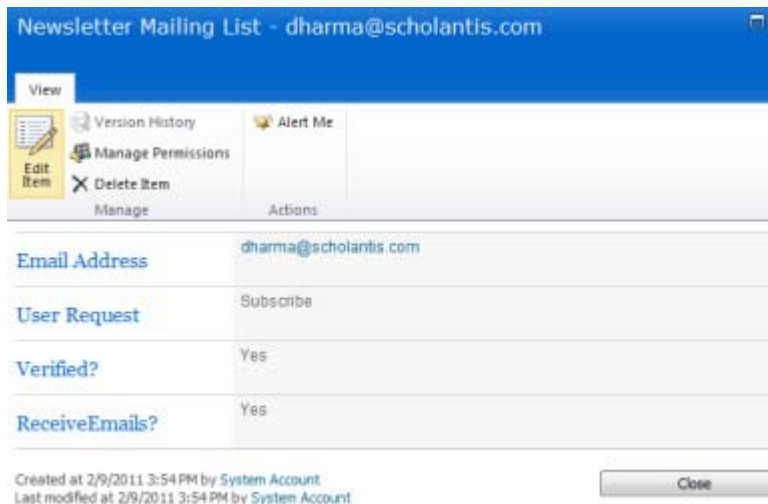 Newsletter Mailing List - dharma@scholantis.com
View
Edit Item
Version History
Manage Permissions
Delete Item
Manage
Alert Me
Actions
Email Address
dharma@scholantis.com
User Request
Subscribe
Verified?
Yes
ReceiveEmails?
Yes
Created at 2/9/2011 3:54 PM by System Account
Last modified at 2/9/2011 3:54 PM by System Account
Close